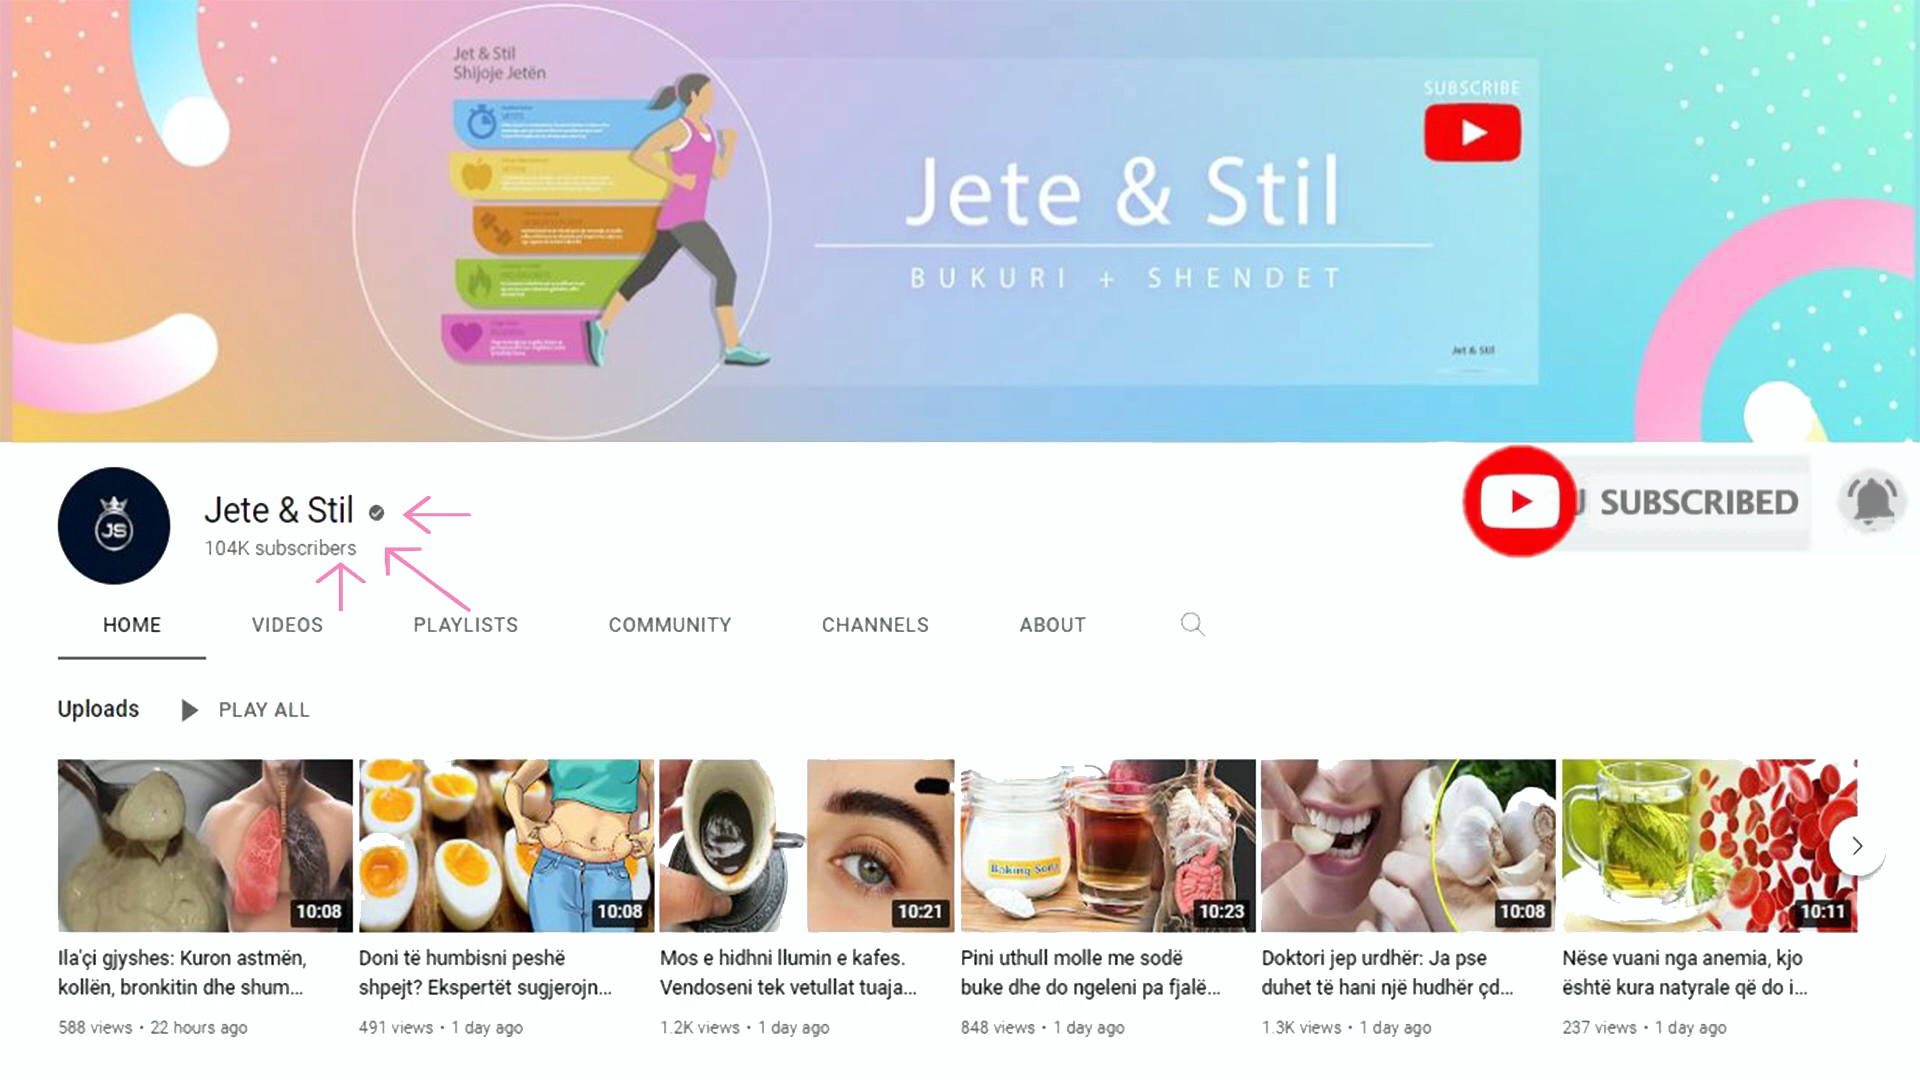 Jet & Stil
Shijoje Jetën
SUBSCRIBE
Jete & Stil
BUKURI + SHENDET
Jet & Stil
JS
Jete & Stil
104K subscribers
SUBSCRIBED
HOME VIDEOS PLAYLISTS COMMUNITY CHANNELS ABOUT
Uploads PLAY ALL
Baking Soda
10:08 10:08 10:21 10:23 10:08 10:11
Ila'çi gjyshes: Kuron astmën,
kollën, bronkitin dhe shum...
588 views • 22 hours ago
Doni të humbisni peshë
shpejt? Ekspertët sugjerojn...
491 views • 1 day ago
Mos e hidhni llumin e kafes.
Vendoseni tek vetullat tuaja...
1.2K views • 1 day ago
Pini uthull molle me sodë
buke dhe do ngeleni pa fjalë...
848 views • 1 day ago
Doktori jep urdhër: Ja pse
duhet të hani një hudhër çd...
1.3K views • 1 day ago
Nëse vuani nga anemia, kjo
është kura natyrale që do i...
237 views • 1 day ago